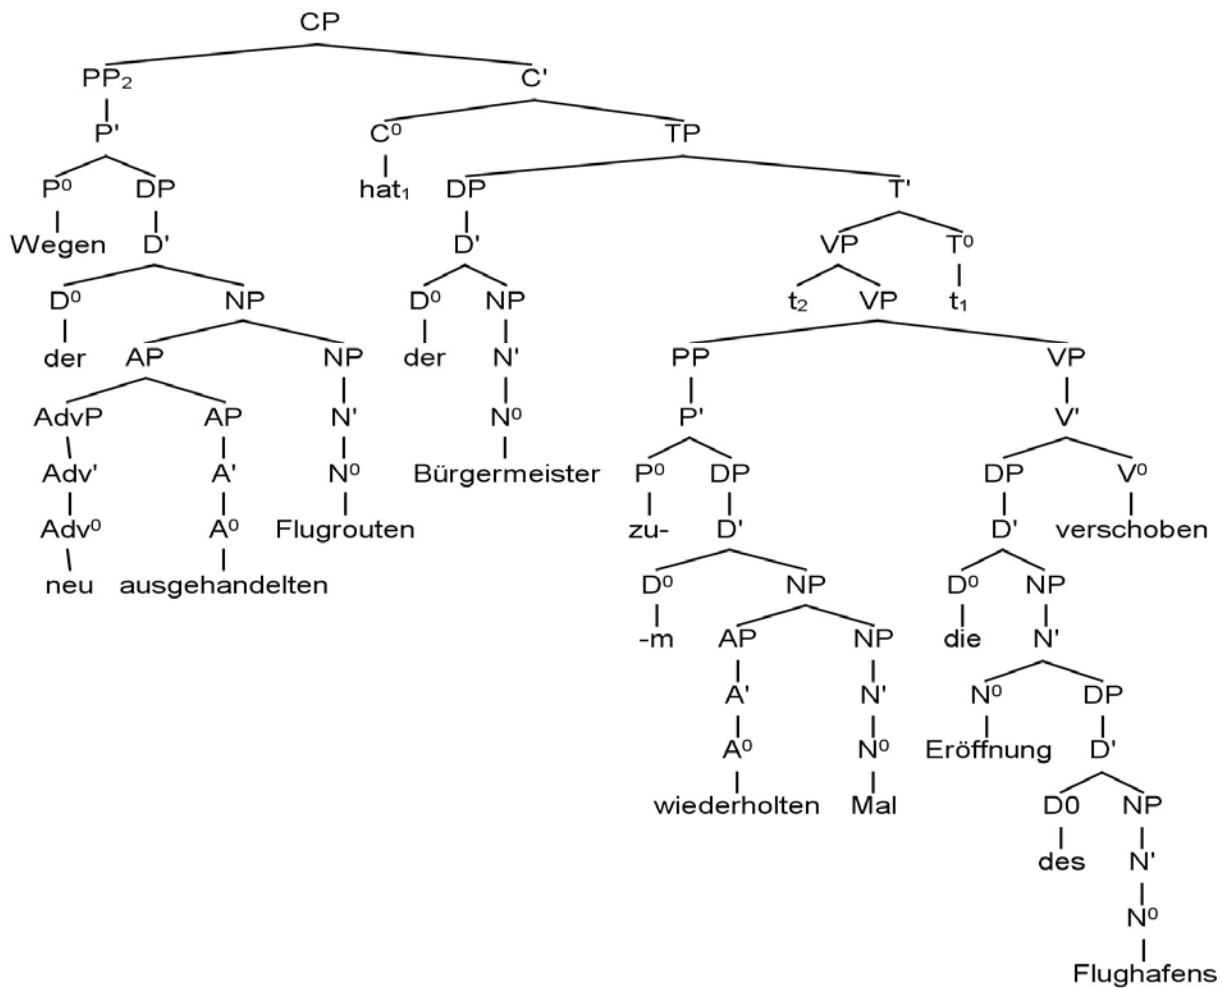 CP
PP₂ C'
P' C⁰ TP
P⁰ DP hat₁ DP T'
Wegen D' D' VP T⁰
D⁰ NP D⁰ NP t₂ VP t₁
der AP NP der N' PP VP
AdvP AP N' N⁰ P' V'
Adv' A' N⁰ Bürgermeister P⁰ DP DP V⁰
Adv⁰ A⁰ Flugrouten zu- D' D' verschoben
neu ausgehandelten D⁰ NP D⁰ NP
-m AP NP die N'
A' N' N⁰ DP
A⁰ N⁰ Eröffnung D'
wiederholten Mal D0 NP
des N'
N⁰
Flughafens